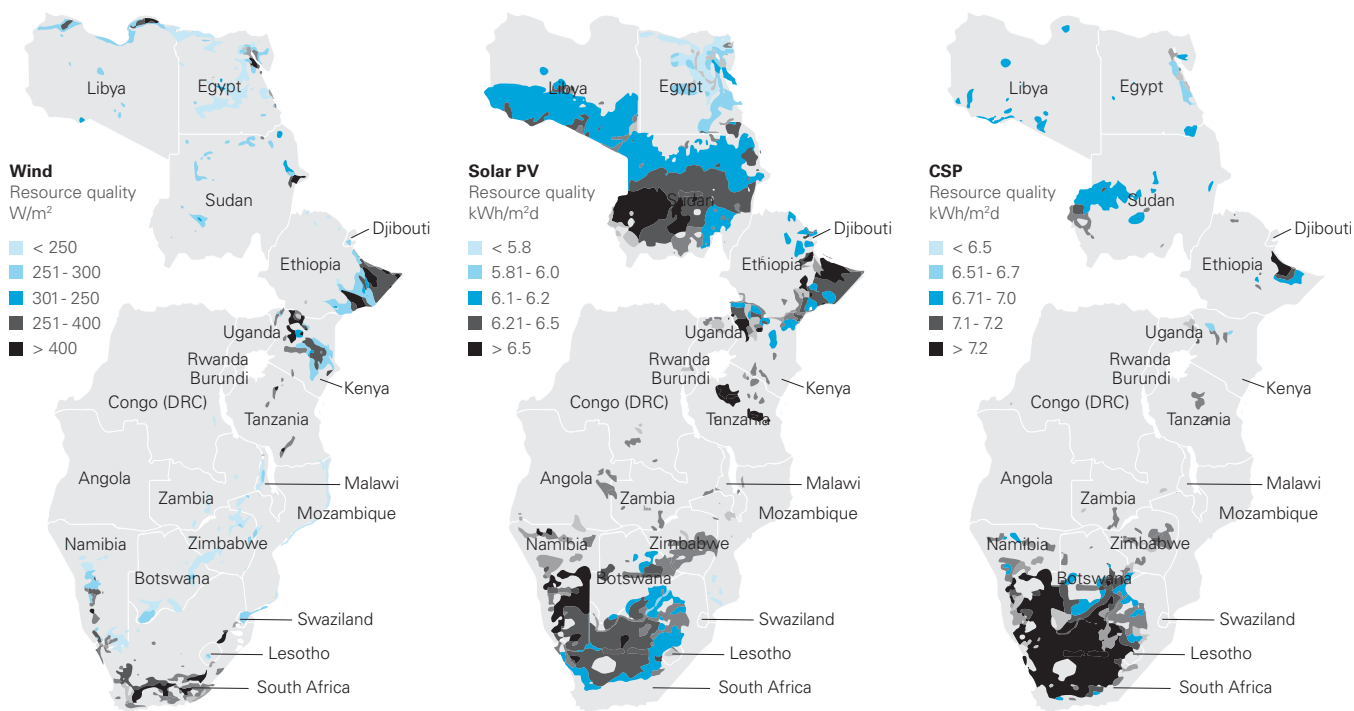 Libya
Egypt
Wind
Resource quality
W/m²
< 250
251 - 300
301 - 250
251 - 400
> 400
Sudan
Djibouti
Ethiopia
Uganda
Rwanda
Burundi
Kenya
Congo (DRC)
Tanzania
Angola
Malawi
Zambia
Mozambique
Namibia
Zimbabwe
Botswana
Swaziland
Lesotho
South Africa
Libya
Egypt
Solar PV
Resource quality
kWh/m²d
< 5.8
5.81 - 6.0
6.1 - 6.2
6.21 - 6.5
> 6.5
Sudan
Djibouti
Ethiopia
Uganda
Rwanda
Burundi
Kenya
Congo (DRC)
Tanzania
Angola
Malawi
Zambia
Mozambique
Namibia
Zimbabwe
Botswana
Swaziland
Lesotho
South Africa
Libya
Egypt
CSP
Resource quality
kWh/m²d
< 6.5
6.51 - 6.7
6.71 - 7.0
7.1 - 7.2
> 7.2
Sudan
Djibouti
Ethiopia
Uganda
Rwanda
Burundi
Kenya
Congo (DRC)
Tanzania
Angola
Malawi
Zambia
Mozambique
Namibia
Zimbabwe
Botswana
Swaziland
Lesotho
South Africa